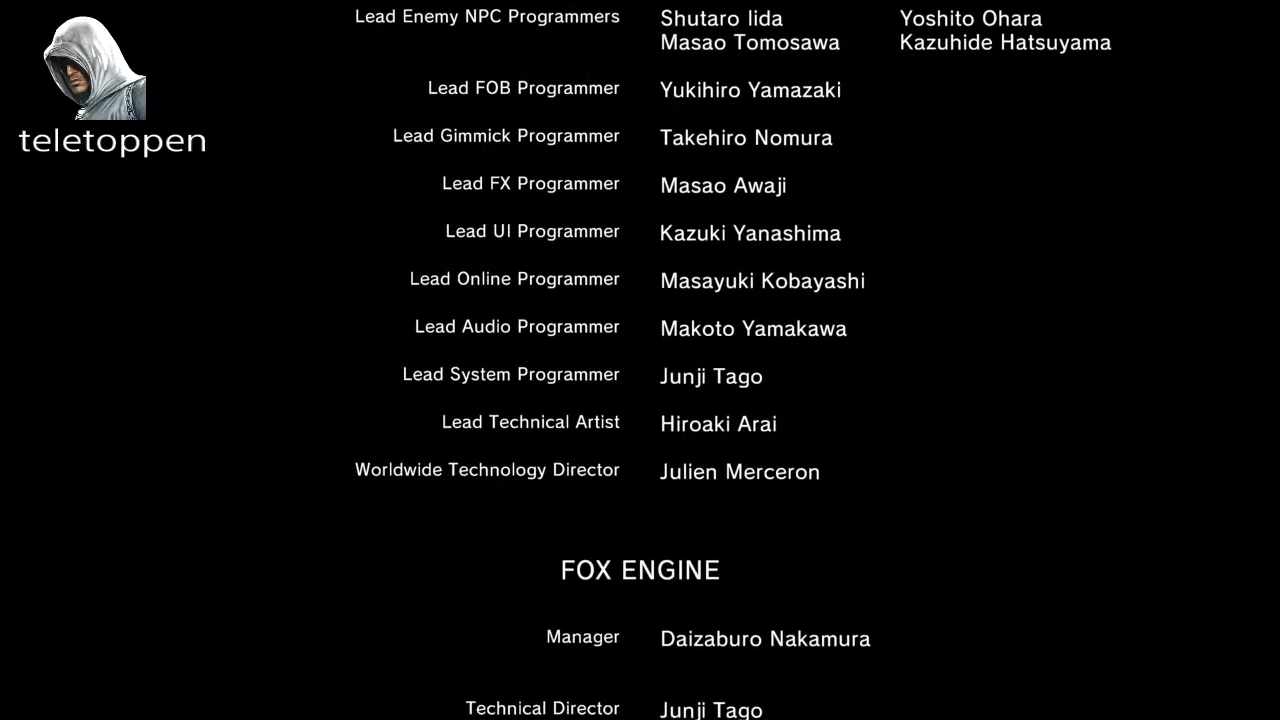 Lead Enemy NPC Programmers Shutaro Iida Yoshito Ohara
Masao Tomosawa Kazuhide Hatsuyama
teletoppen
Lead FOB Programmer Yukihiro Yamazaki
Lead Gimmick Programmer Takehiro Nomura
Lead FX Programmer Masao Awaji
Lead UI Programmer Kazuki Yanashima
Lead Online Programmer Masayuki Kobayashi
Lead Audio Programmer Makoto Yamakawa
Lead System Programmer Junji Tago
Lead Technical Artist Hiroaki Arai
Worldwide Technology Director Julien Merceron
FOX ENGINE
Manager Daizaburo Nakamura
Technical Director Junji Tago